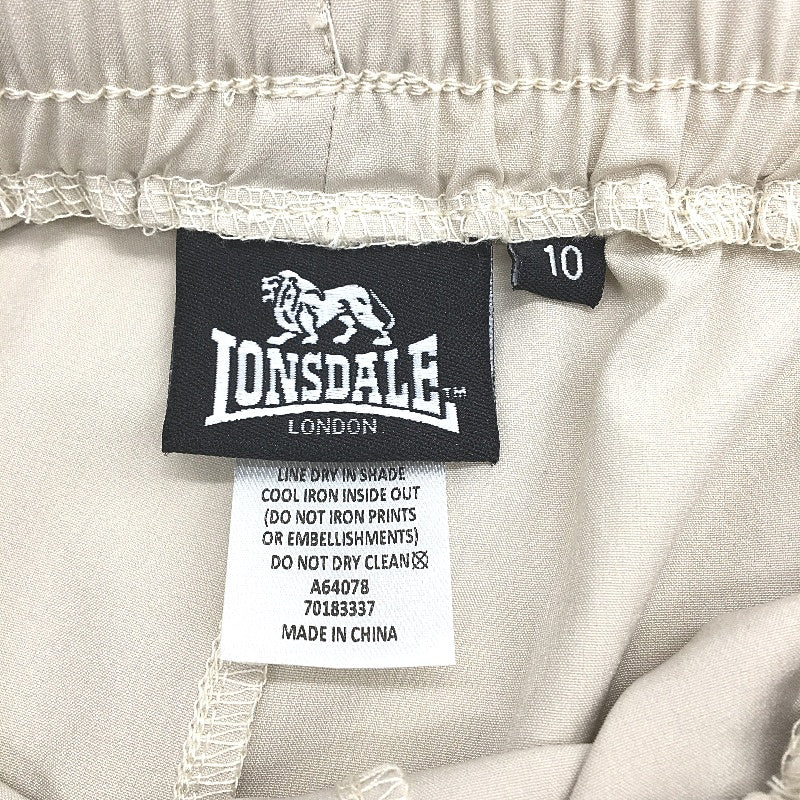 10
LONSDALE™
LONDON
LINE DRY IN SHADE
COOL IRON INSIDE OUT
(DO NOT IRON PRINTS
OR EMBELLISHMENTS)
DO NOT DRY CLEAN
A64078
70183337
MADE IN CHINA